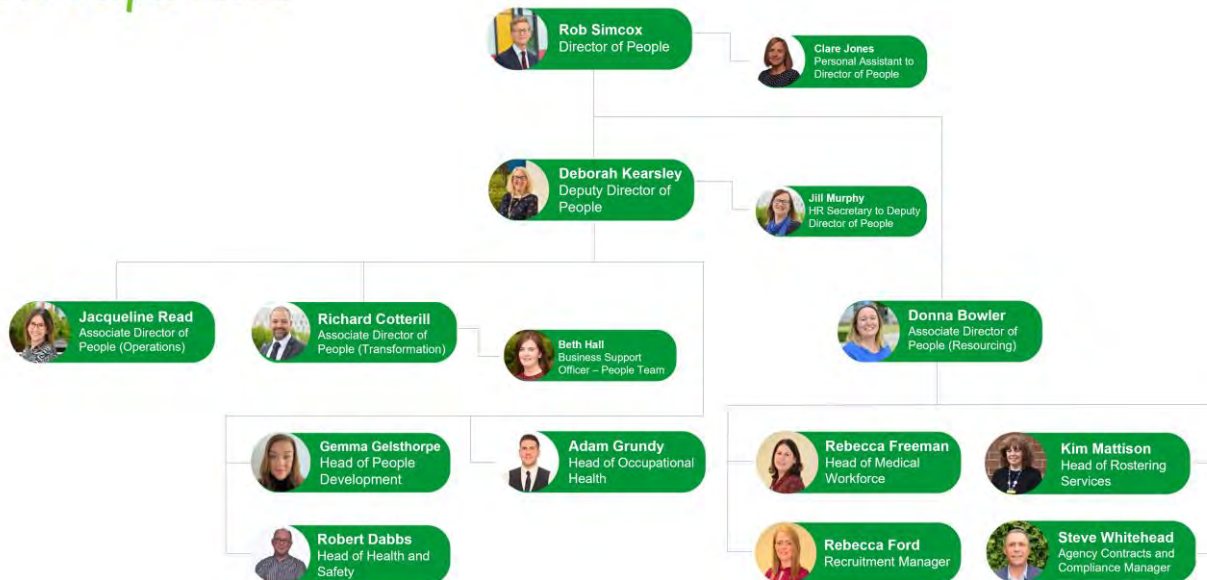 Rob Simcox
Director of People
Clare Jones
Personal Assistant to
Director of People
Deborah Kearsley
Deputy Director of
People
Jill Murphy
HR Secretary to Deputy
Director of People
Jacqueline Read
Associate Director of
People (Operations)
Richard Cotterill
Associate Director of
People (Transformation)
Beth Hall
Business Support
Officer – People Team
Donna Bowler
Associate Director of
People (Resourcing)
Gemma Gelsthorpe
Head of People
Development
Adam Grundy
Head of Occupational
Health
Rebecca Freeman
Head of Medical
Workforce
Kim Mattison
Head of Rostering
Services
Robert Dabbs
Head of Health and
Safety
Rebecca Ford
Recruitment Manager
Steve Whitehead
Agency Contracts and
Compliance Manager